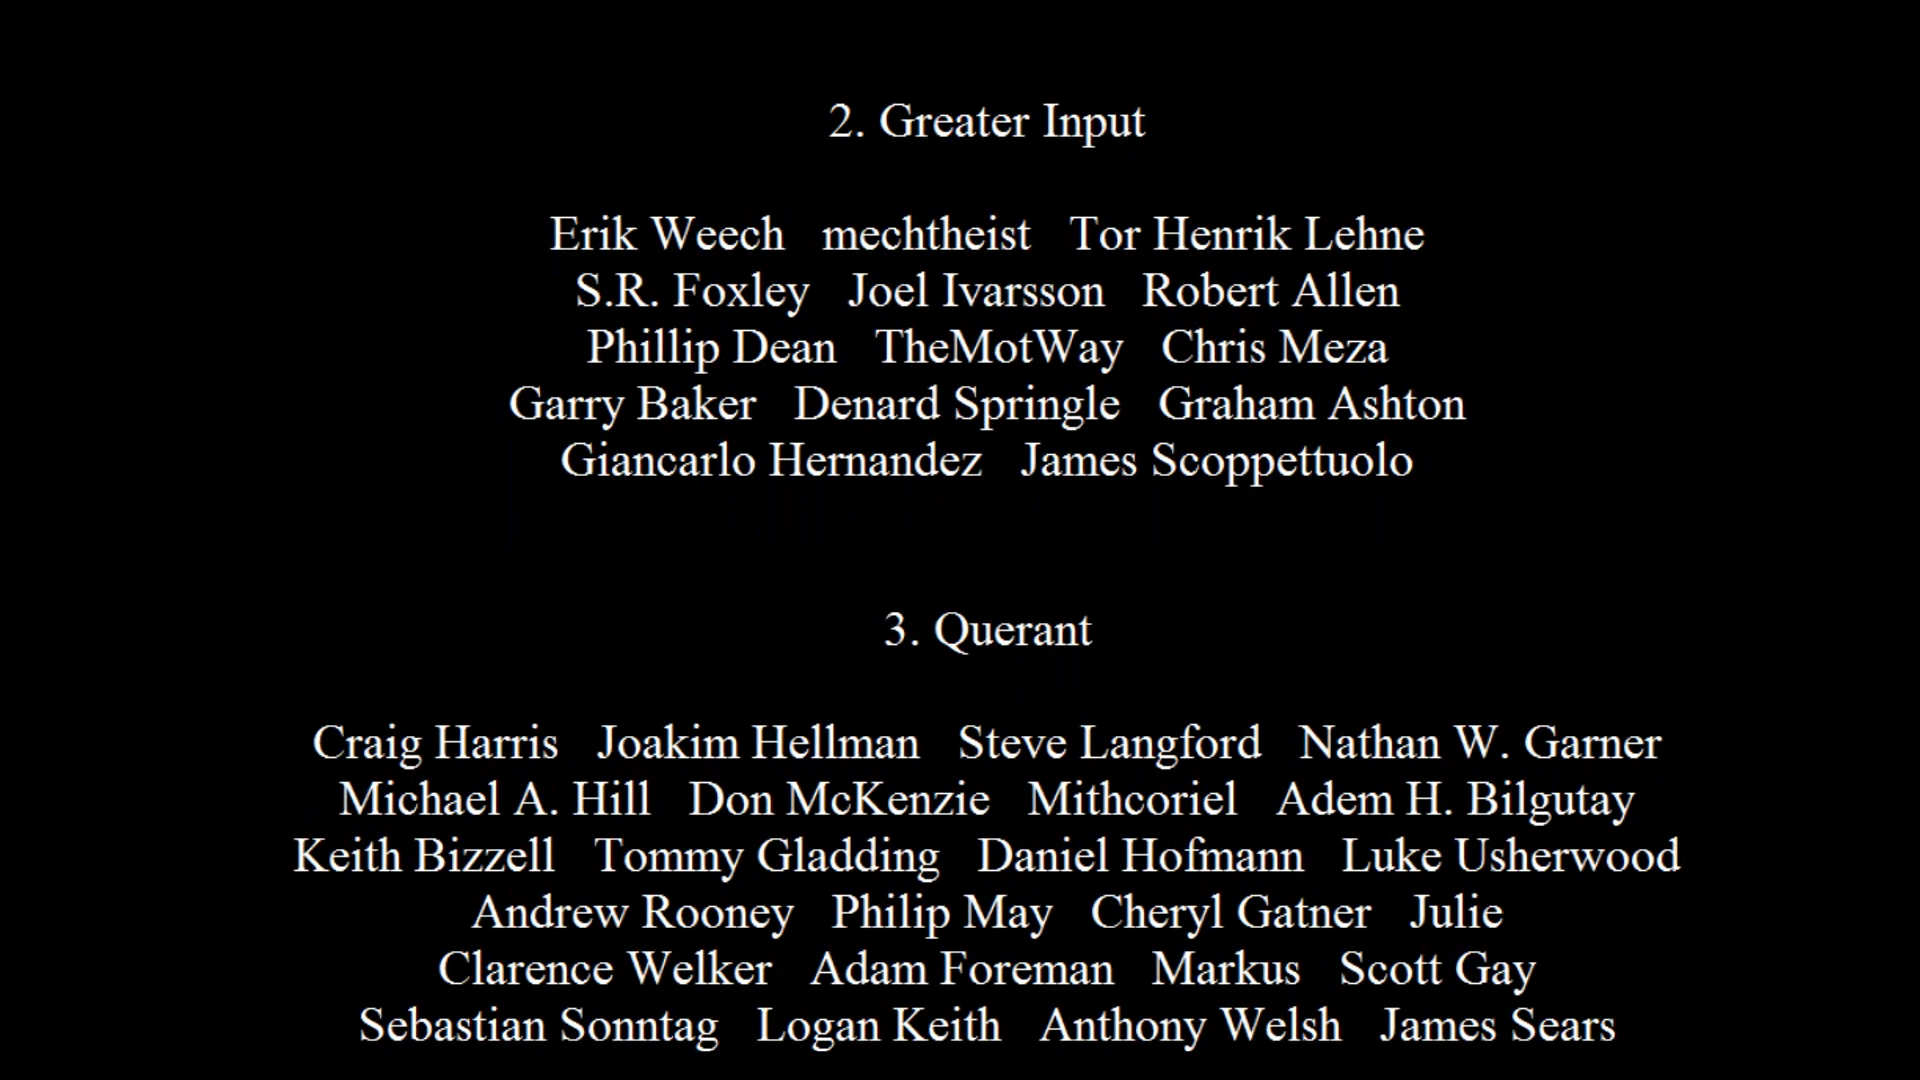 2. Greater Input
Erik Weech mechtheist Tor Henrik Lehne
S.R. Foxley Joel Ivarsson Robert Allen
Phillip Dean TheMotWay Chris Meza
Garry Baker Denard Springle Graham Ashton
Giancarlo Hernandez James Scoppettuolo
3. Querant
Craig Harris Joakim Hellman Steve Langford Nathan W. Garner
Michael A. Hill Don McKenzie Mithcoriel Adem H. Bilgutay
Keith Bizzell Tommy Gladding Daniel Hofmann Luke Usherwood
Andrew Rooney Philip May Cheryl Gatner Julie
Clarence Welker Adam Foreman Markus Scott Gay
Sebastian Sonntag Logan Keith Anthony Welsh James Sears